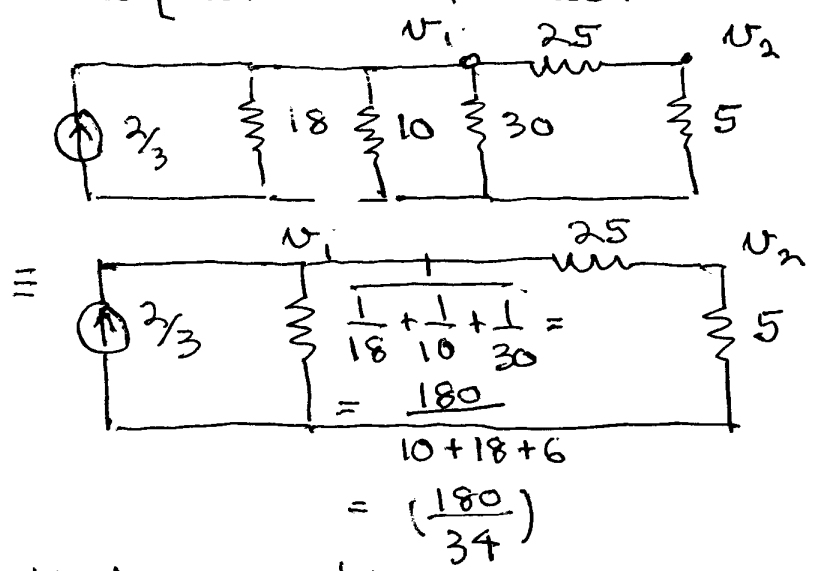 v₁ 25 v₂
2/3 18 10 30 5
v₁ 25 v₂
≡ 2/3 1/(1/18 + 1/10 + 1/30) = 5
= 180/(10+18+6)
= (180/34)